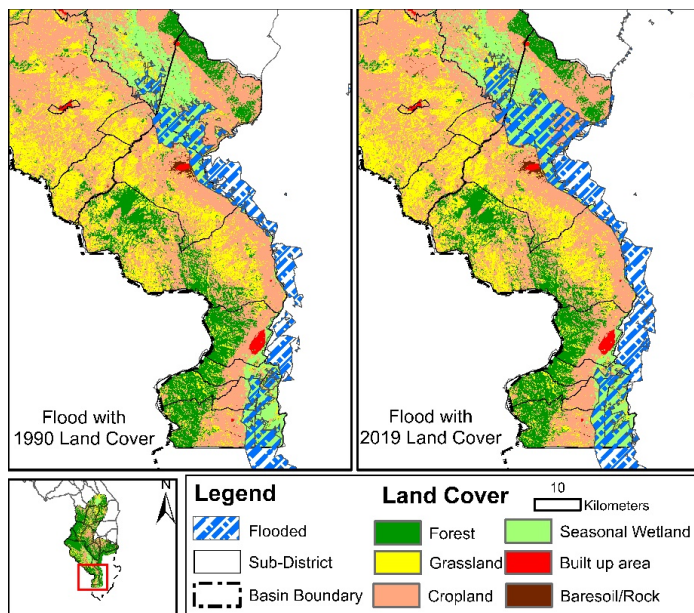 Flood with
1990 Land Cover
Flood with
2019 Land Cover
N
Legend
Flooded
Sub-District
Basin Boundary
Land Cover
10
Kilometers
Forest
Grassland
Cropland
Seasonal Wetland
Built up area
Baresoil/Rock